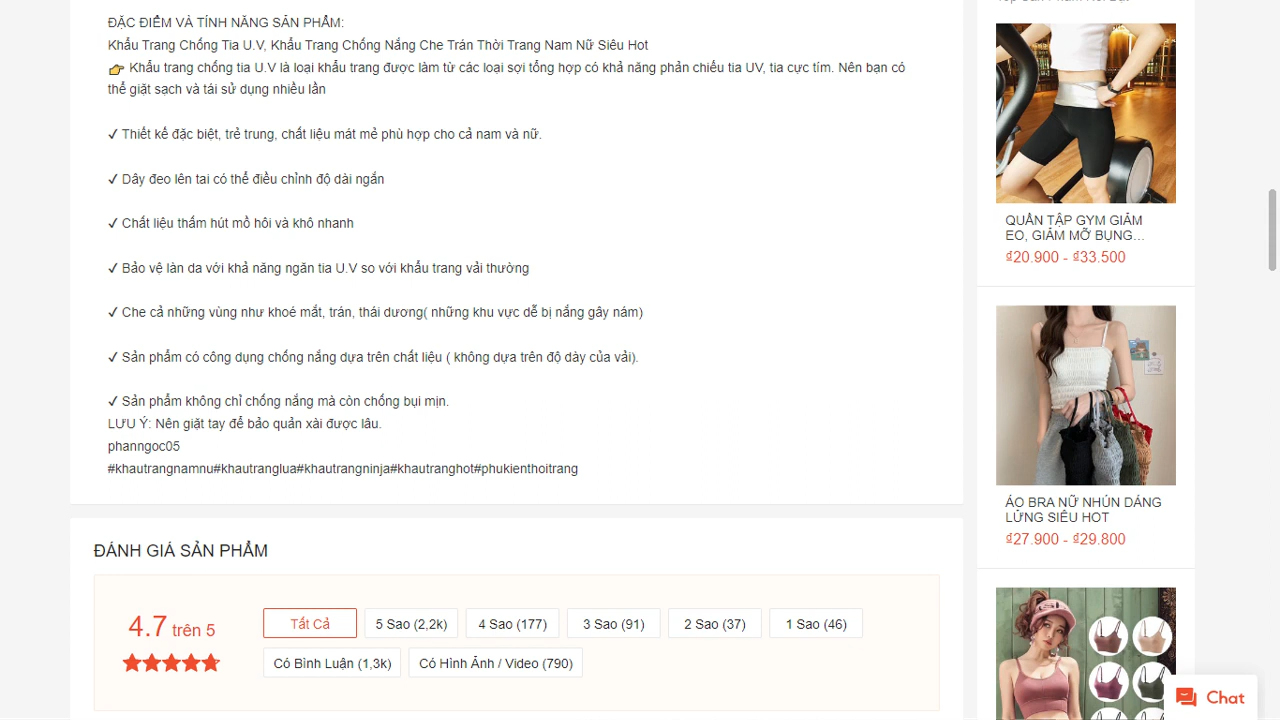 ĐẶC ĐIỂM VÀ TÍNH NĂNG SẢN PHẨM:
Khẩu Trang Chống Tia U.V, Khẩu Trang Chống Nắng Che Trán Thời Trang Nam Nữ Siêu Hot
👉 Khẩu trang chống tia U.V là loại khẩu trang được làm từ các loại sợi tổng hợp có khả năng phản chiếu tia UV, tia cực tím. Nên bạn có
thể giặt sạch và tái sử dụng nhiều lần
✓ Thiết kế đặc biệt, trẻ trung, chất liệu mát mẻ phù hợp cho cả nam và nữ.
✓ Dây đeo lên tai có thể điều chỉnh độ dài ngắn
✓ Chất liệu thấm hút mồ hôi và khô nhanh
✓ Bảo vệ làn da với khả năng ngăn tia U.V so với khẩu trang vải thường
✓ Che cả những vùng như khoé mắt, trán, thái dương( những khu vực dễ bị nắng gây nám)
✓ Sản phẩm có công dụng chống nắng dựa trên chất liệu ( không dựa trên độ dày của vải).
✓ Sản phẩm không chỉ chống nắng mà còn chống bụi mịn.
LƯU Ý: Nên giặt tay để bảo quản xài được lâu.
phanngoc05
#khautrangnamnu#khautranglua#khautrangninja#khautranghot#phukienthoitrang
ĐÁNH GIÁ SẢN PHẨM
4.7 trên 5
Tất Cả
5 Sao (2,2k)
4 Sao (177)
3 Sao (91)
2 Sao (37)
1 Sao (46)
Có Bình Luận (1,3k)
Có Hình Ảnh / Video (790)
QUẦN TẬP GYM GIẢM
EO, GIẢM MỠ BỤNG...
₫20.900 - ₫33.500
ÁO BRA NỮ NHÚN DÁNG
LỬNG SIÊU HOT
₫27.900 - ₫29.800
Chat